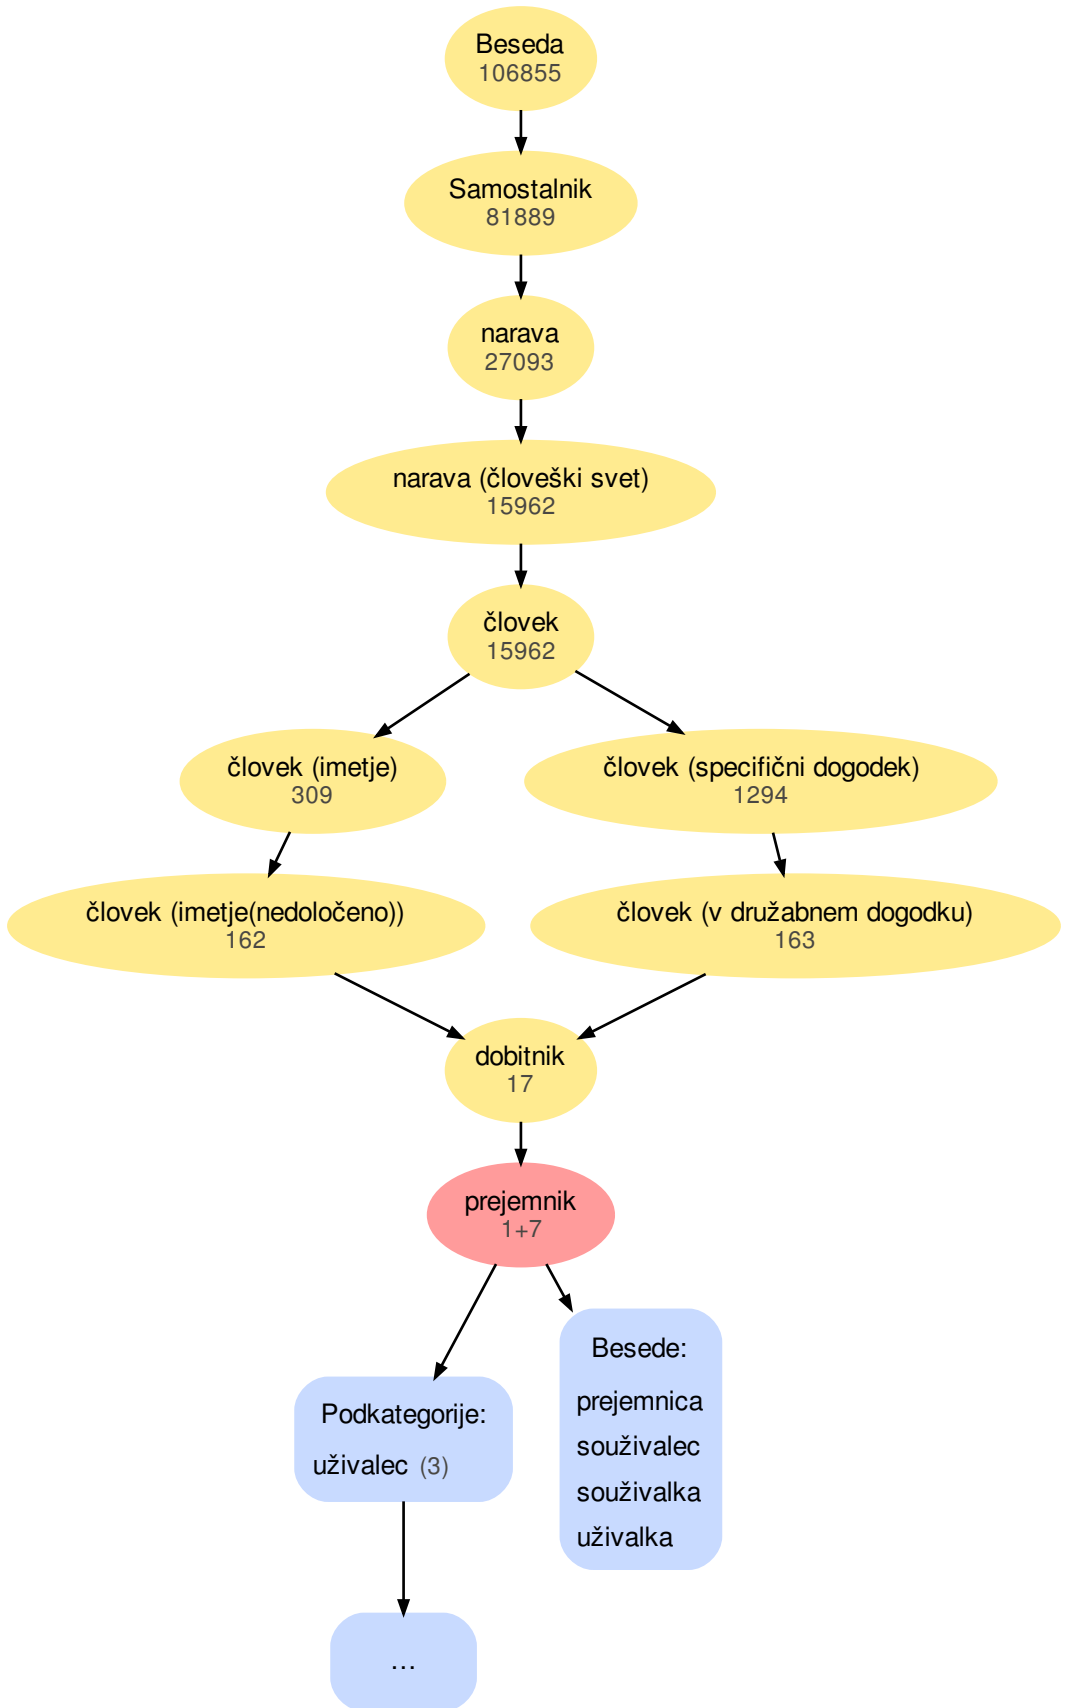 Beseda
106855
Samostalnik
81889
narava
27093
narava (človeški svet)
15962
človek
15962
človek (imetje)
309
človek (specifični dogodek)
1294
človek (imetje(nedoločeno))
162
človek (v družabnem dogodku)
163
dobitnik
17
prejemnik
1+7
Podkategorije:
uživalec (3)
Besede:
prejemnica
souživalec
souživalka
uživalka
...